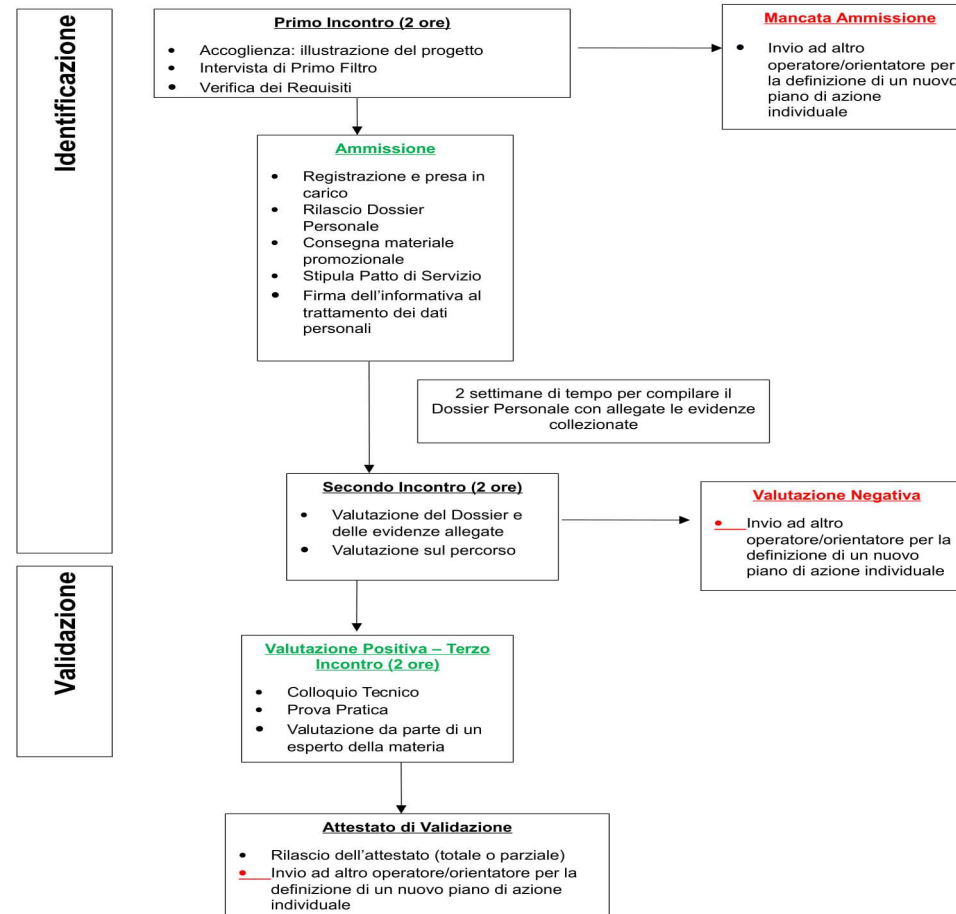 Identificazione
Primo Incontro (2 ore)
• Accoglienza: illustrazione del progetto
• Intervista di Primo Filtro
• Verifica dei Requisiti
Mancata Ammissione
• Invio ad altro
operatore/orientatore per
la definizione di un nuovo
piano di azione
individuale
Ammissione
• Registrazione e presa in
carico
• Rilascio Dossier
Personale
• Consegna materiale
promozionale
• Stipula Patto di Servizio
• Firma dell'informativa al
trattamento dei dati
personali
2 settimane di tempo per compilare il
Dossier Personale con allegate le evidenze
collezionate
Secondo Incontro (2 ore)
• Valutazione del Dossier e
delle evidenze allegate
• Valutazione sul percorso
Valutazione Negativa
• Invio ad altro
operatore/orientatore per la
definizione di un nuovo
piano di azione individuale
Validazione
Valutazione Positiva – Terzo
Incontro (2 ore)
• Colloquio Tecnico
• Prova Pratica
• Valutazione da parte di un
esperto della materia
Attestato di Validazione
• Rilascio dell'attestato (totale o parziale)
• Invio ad altro operatore/orientatore per la
definizione di un nuovo piano di azione
individuale